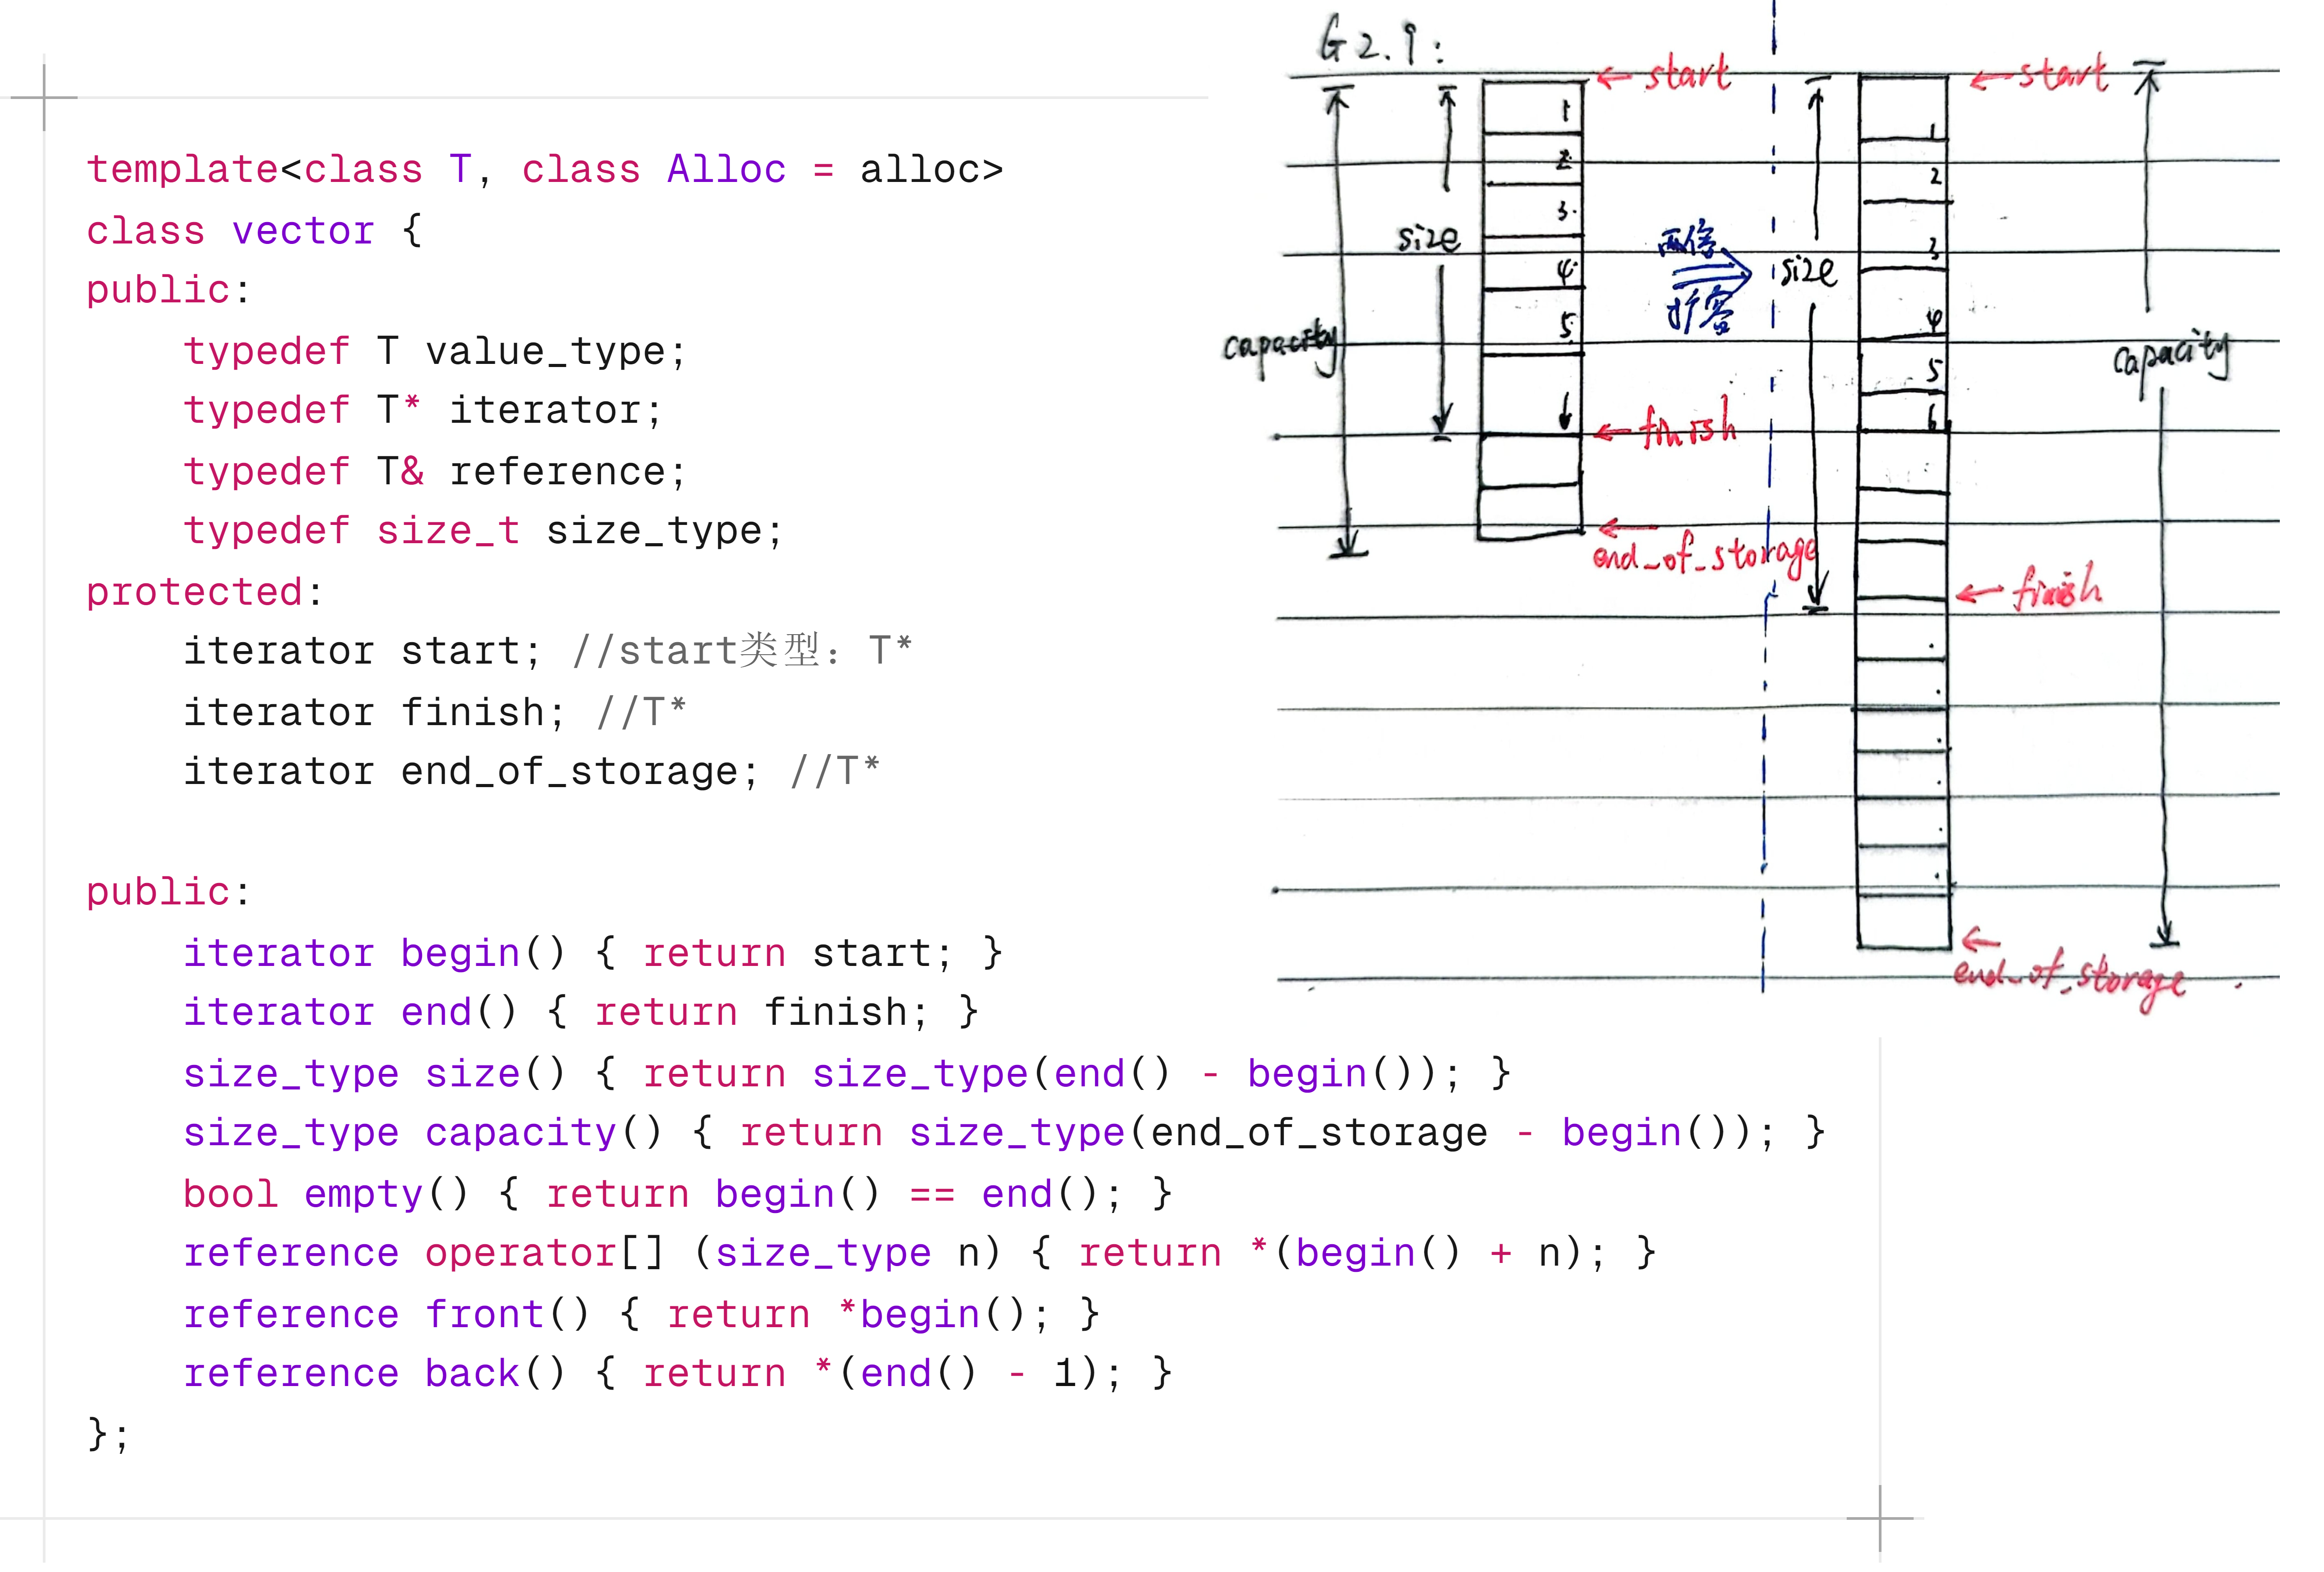 template<class T, class Alloc = alloc>
class vector {
public:
    typedef T value_type;
    typedef T* iterator;
    typedef T& reference;
    typedef size_t size_type;
protected:
    iterator start; //start类型：T*
    iterator finish; //T*
    iterator end_of_storage; //T*
public:
    iterator begin() { return start; }
    iterator end() { return finish; }
    size_type size() { return size_type(end() - begin()); }
    size_type capacity() { return size_type(end_of_storage - begin()); }
    bool empty() { return begin() == end(); }
    reference operator[] (size_type n) { return *(begin() + n); }
    reference front() { return *begin(); }
    reference back() { return *(end() - 1); }
};
G2.9:
capacity
size
1
2
3
4
5
6
start
finish
end_of_storage
两倍
扩容
size
1
2
3
4
5
6
start
finish
end_of_storage
capacity